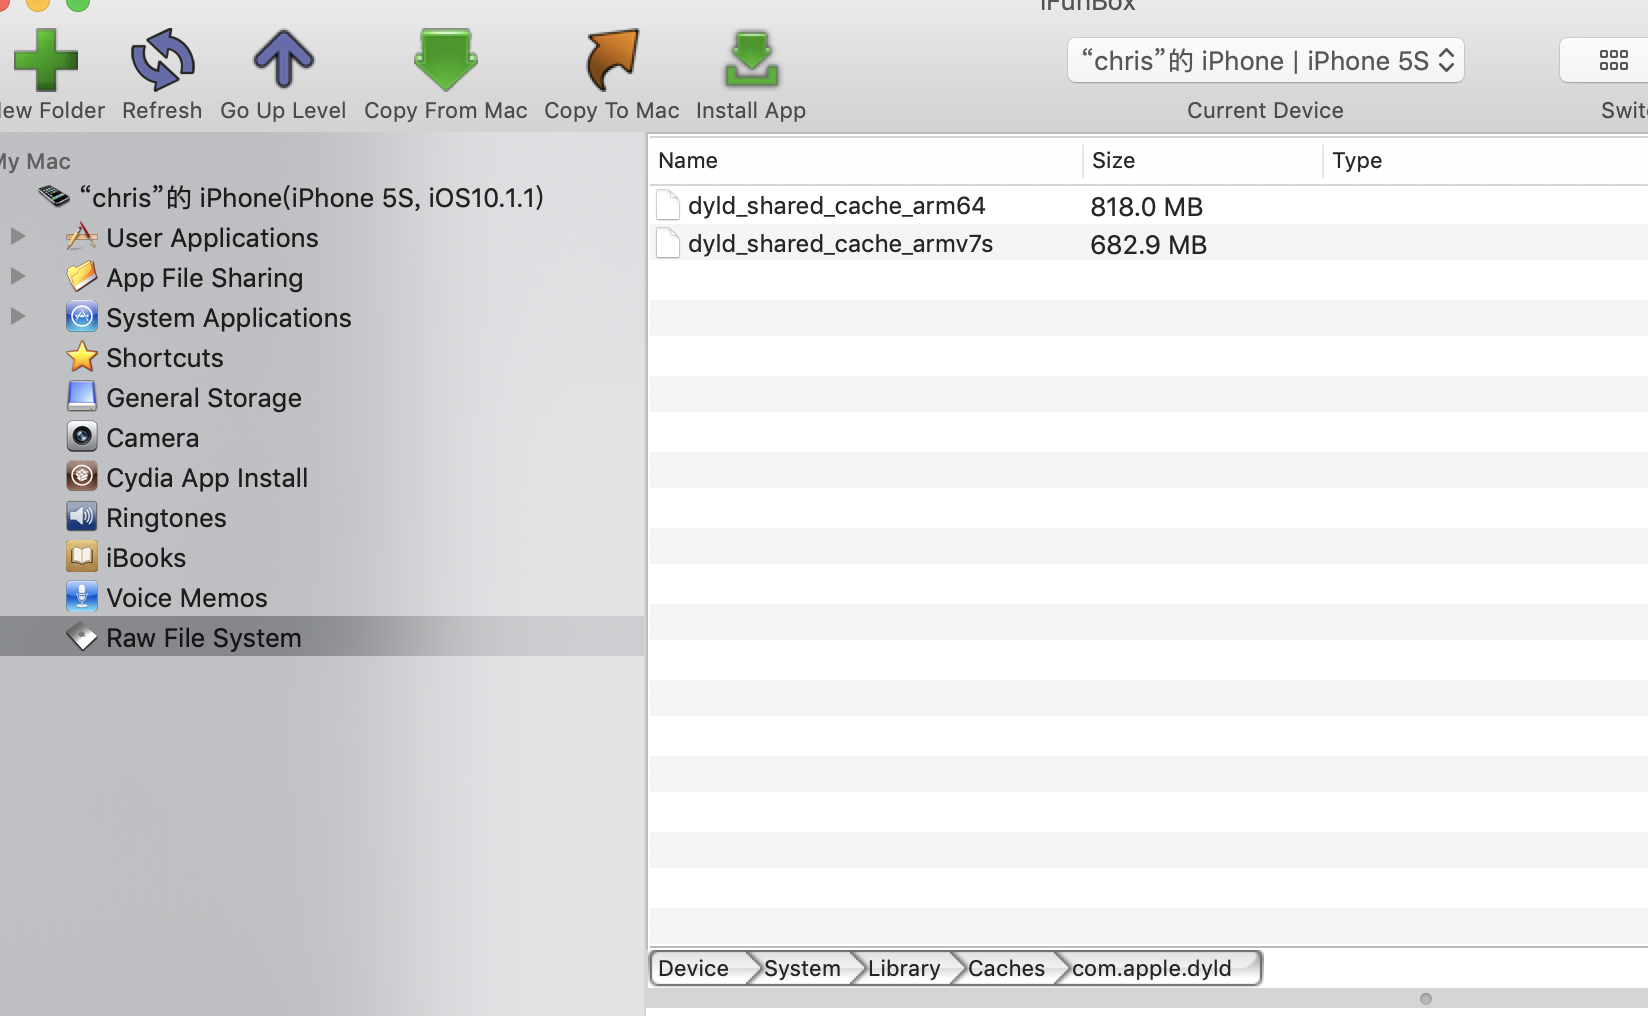 iFunBox
ew Folder Refresh Go Up Level Copy From Mac Copy To Mac Install App
“chris”的 iPhone | iPhone 5S
Current Device
Swit
My Mac
“chris”的 iPhone(iPhone 5S, iOS10.1.1)
User Applications
App File Sharing
System Applications
Shortcuts
General Storage
Camera
Cydia App Install
Ringtones
iBooks
Voice Memos
Raw File System
Name Size Type
dyld_shared_cache_arm64 818.0 MB
dyld_shared_cache_armv7s 682.9 MB
Device System Library Caches com.apple.dyld